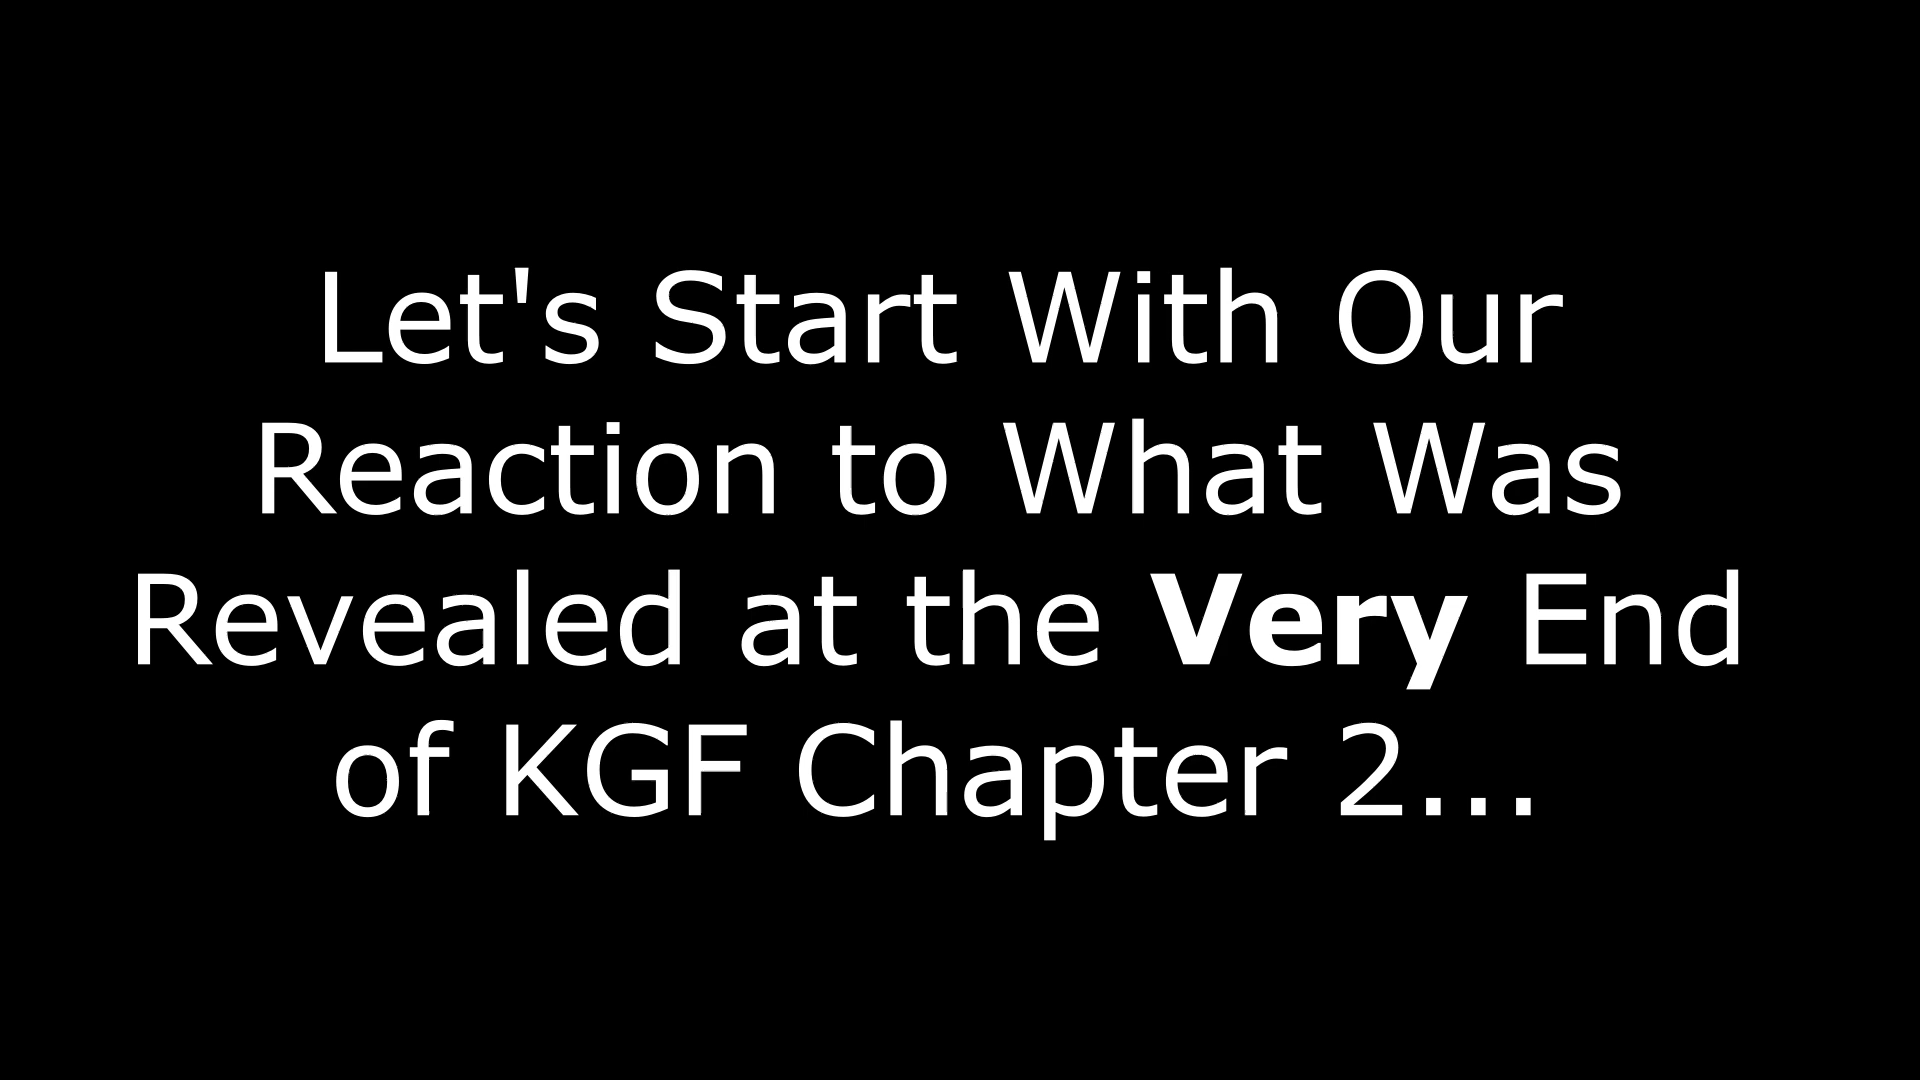 Let's Start With Our
Reaction to What Was
Revealed at the Very End
of KGF Chapter 2...